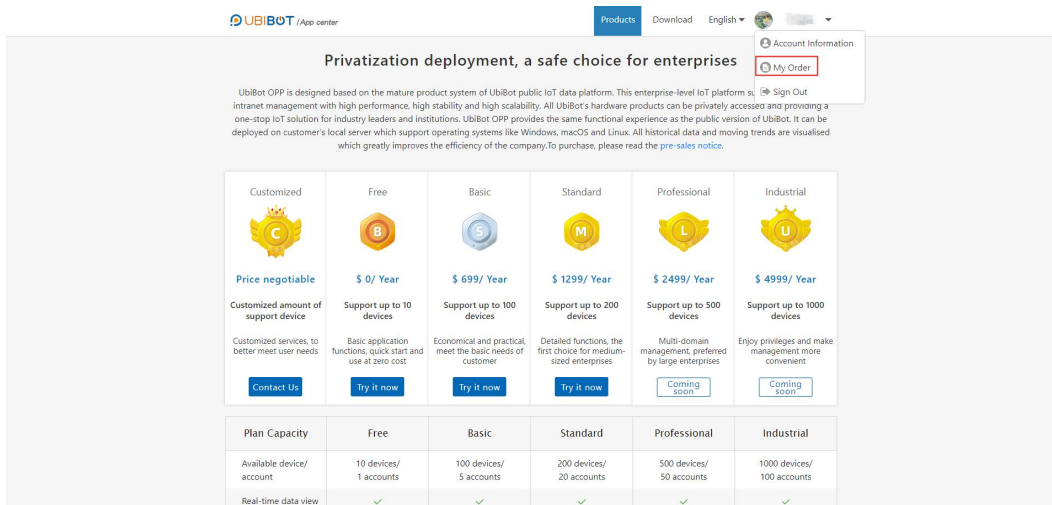 UBIBOT /App center
Products
Download
English
Account Information
My Order
Sign Out
Privatization deployment, a safe choice for enterprises
UbiBot OPP is designed based on the mature product system of UbiBot public IoT data platform. This enterprise-level IoT platform su
intranet management with high performance, high stability and high scalability. All UbiBot's hardware products can be privately accessed and providing a
one-stop IoT solution for industry leaders and institutions. UbiBot OPP provides the same functional experience as the public version of UbiBot. It can be
deployed on customer's local server which support operating systems like Windows, macOS and Linux. All historical data and moving trends are visualised
which greatly improves the efficiency of the company.To purchase, please read the pre-sales notice.
Customized
C
Price negotiable
Customized amount of
support device
Customized services, to
better meet user needs
Contact Us
Free
B
$ 0/ Year
Support up to 10
devices
Basic application
functions, quick start and
use at zero cost
Try it now
Basic
S
$ 699/ Year
Support up to 100
devices
Economical and practical,
meet the basic needs of
customer
Try it now
Standard
M
$ 1299/ Year
Support up to 200
devices
Detailed functions, the
first choice for medium-
sized enterprises
Try it now
Professional
L
$ 2499/ Year
Support up to 500
devices
Multi-domain
management, preferred
by large enterprises
Coming
soon
Industrial
U
$ 4999/ Year
Support up to 1000
devices
Enjoy privileges and make
management more
convenient
Coming
soon
Plan Capacity
Free
Basic
Standard
Professional
Industrial
Available device/
account
10 devices/
1 accounts
100 devices/
5 accounts
200 devices/
20 accounts
500 devices/
50 accounts
1000 devices/
100 accounts
Real-time data view